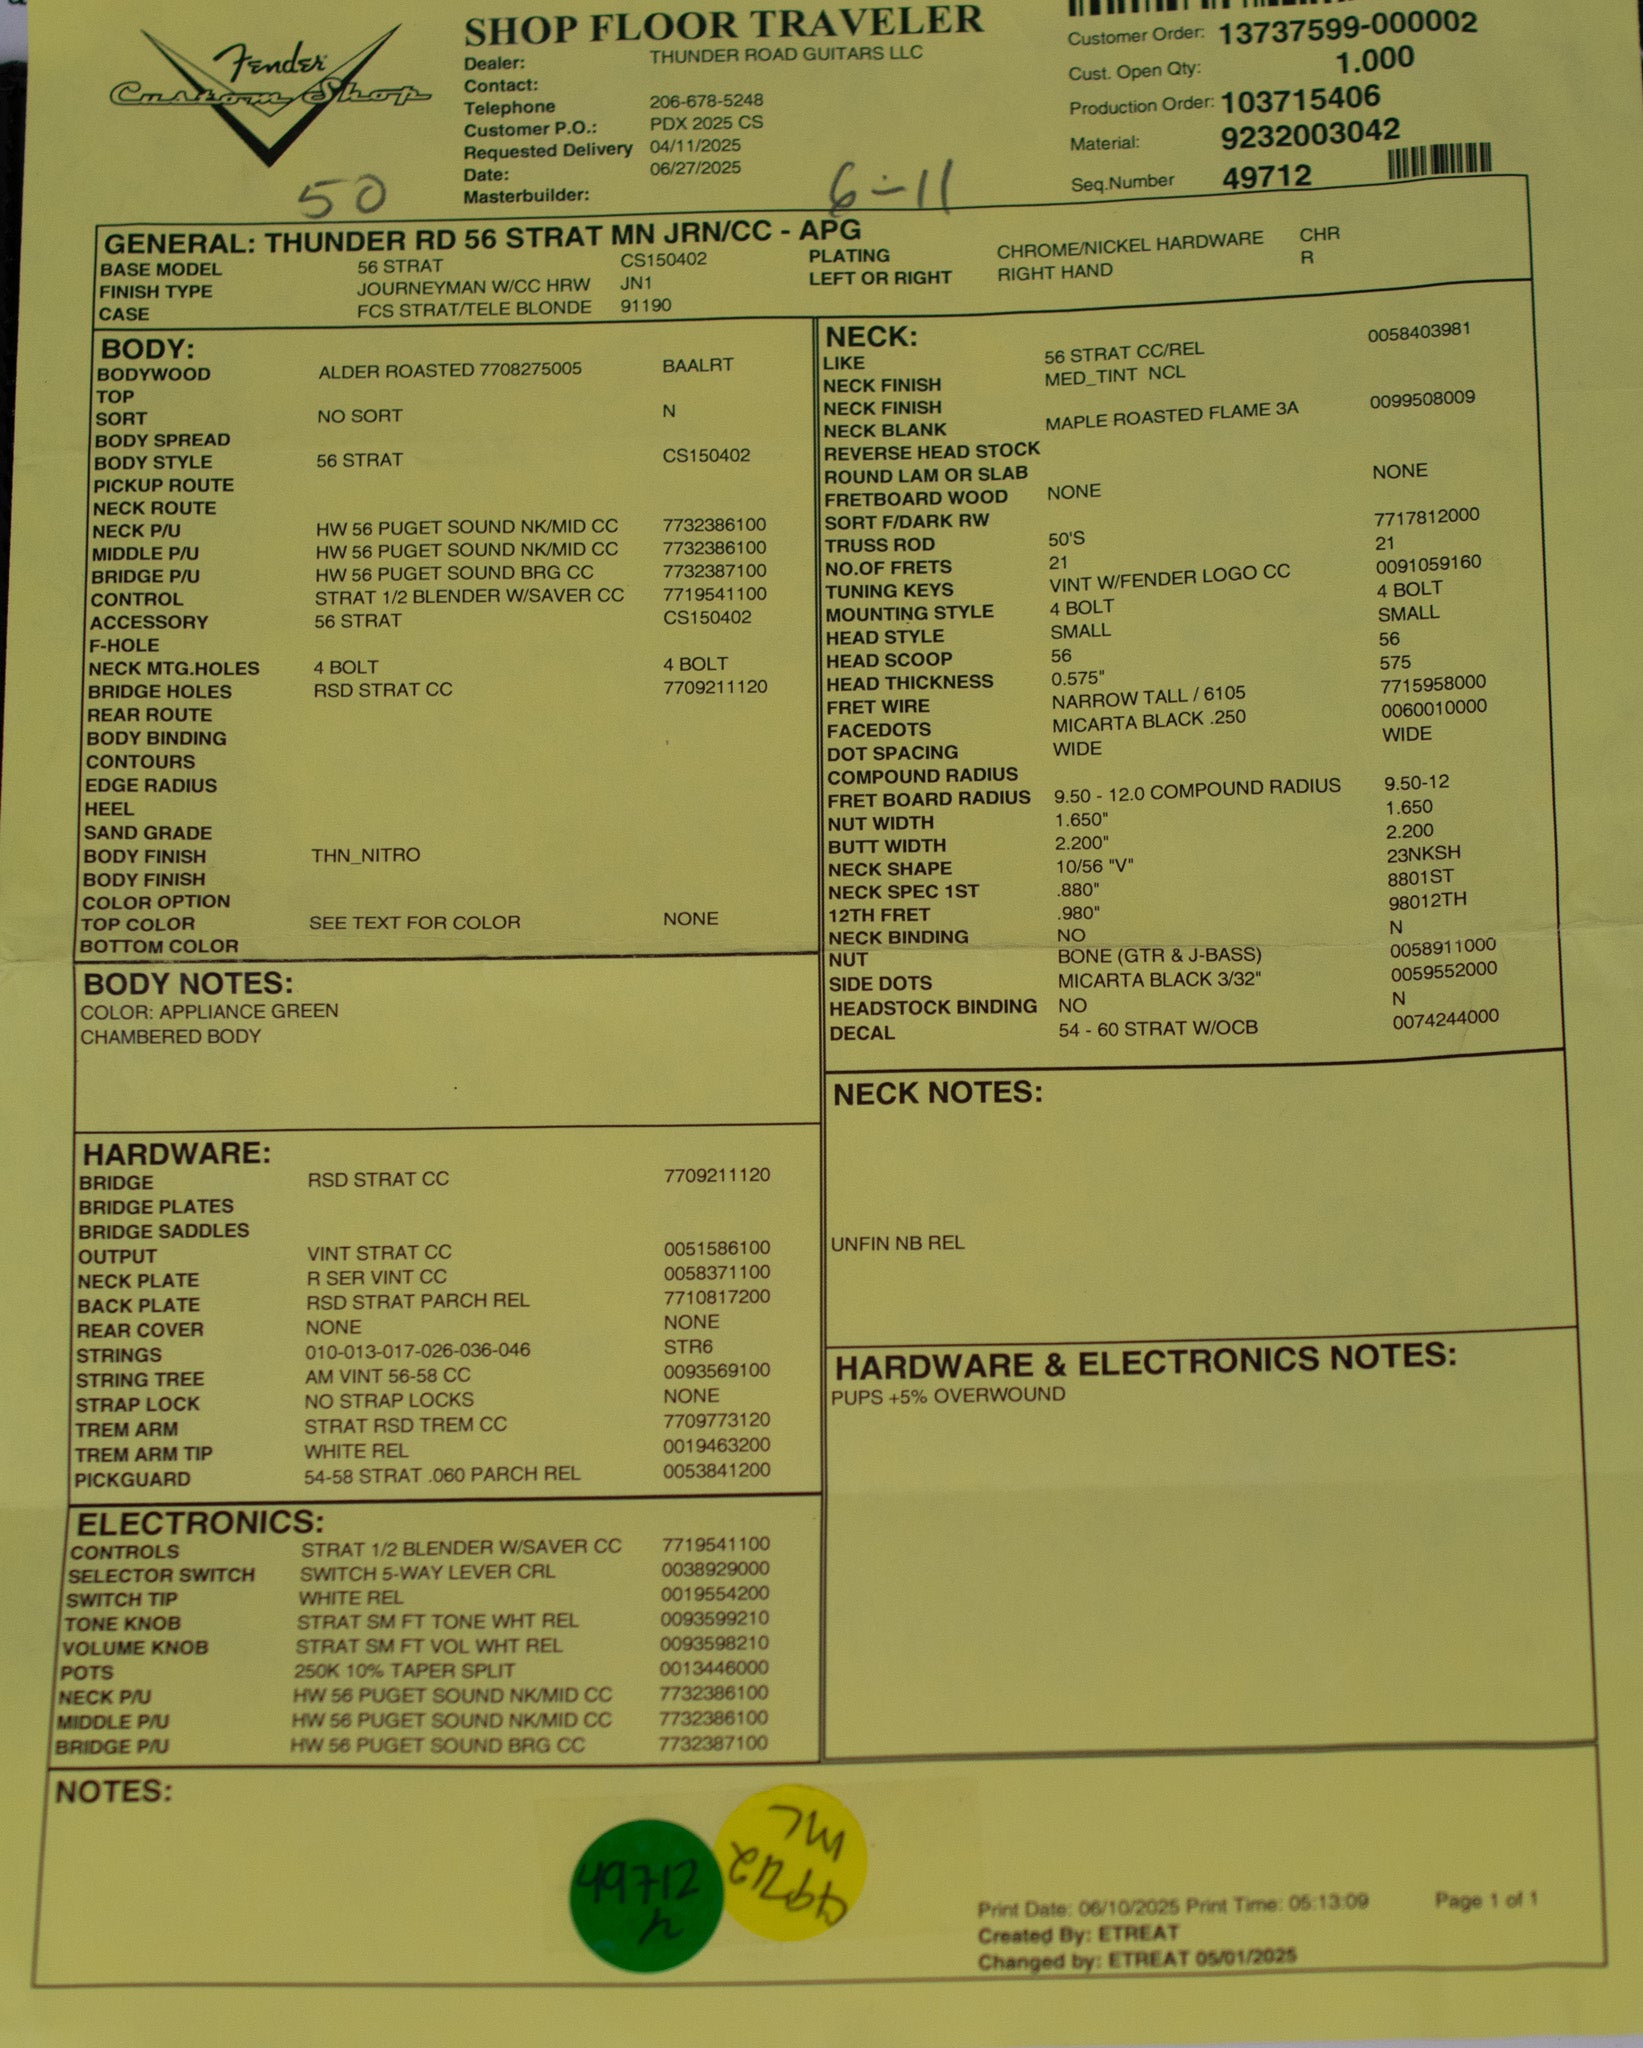 Fender
Custom Shop
SHOP FLOOR TRAVELER
Dealer: THUNDER ROAD GUITARS LLC
Contact:
Telephone 206-678-5248
Customer P.O.: PDX 2025 CS
Requested Delivery 04/11/2025
Date: 06/27/2025
Masterbuilder:
Customer Order: 13737599-000002
Cust. Open Qty: 1.000
Production Order: 103715406
Material: 9232003042
Seq.Number 49712
50
6-11
GENERAL: THUNDER RD 56 STRAT MN JRN/CC - APG
BASE MODEL 56 STRAT CS150402
FINISH TYPE JOURNEYMAN W/CC HRW JN1
CASE FCS STRAT/TELE BLONDE 91190
PLATING CHROME/NICKEL HARDWARE CHR
LEFT OR RIGHT RIGHT HAND R
BODY:
BODYWOOD ALDER ROASTED 7708275005 BAALRT
TOP
SORT NO SORT N
BODY SPREAD
BODY STYLE 56 STRAT CS150402
PICKUP ROUTE
NECK ROUTE
NECK P/U HW 56 PUGET SOUND NK/MID CC 7732386100
MIDDLE P/U HW 56 PUGET SOUND NK/MID CC 7732386100
BRIDGE P/U HW 56 PUGET SOUND BRG CC 7732387100
CONTROL STRAT 1/2 BLENDER W/SAVER CC 7719541100
ACCESSORY 56 STRAT CS150402
F-HOLE
NECK MTG.HOLES 4 BOLT 4 BOLT
BRIDGE HOLES RSD STRAT CC 7709211120
REAR ROUTE
BODY BINDING
CONTOURS
EDGE RADIUS
HEEL
SAND GRADE
BODY FINISH THN_NITRO
BODY FINISH
COLOR OPTION
TOP COLOR SEE TEXT FOR COLOR NONE
BOTTOM COLOR
BODY NOTES:
COLOR: APPLIANCE GREEN
CHAMBERED BODY
HARDWARE:
BRIDGE RSD STRAT CC 7709211120
BRIDGE PLATES
BRIDGE SADDLES
OUTPUT VINT STRAT CC 0051586100
NECK PLATE R SER VINT CC 0058371100
BACK PLATE RSD STRAT PARCH REL 7710817200
REAR COVER NONE NONE
STRINGS 010-013-017-026-036-046 STR6
STRING TREE AM VINT 56-58 CC 0093569100
STRAP LOCK NO STRAP LOCKS NONE
TREM ARM STRAT RSD TREM CC 7709773120
TREM ARM TIP WHITE REL 0019463200
PICKGUARD 54-58 STRAT .060 PARCH REL 0053841200
ELECTRONICS:
CONTROLS STRAT 1/2 BLENDER W/SAVER CC 7719541100
SELECTOR SWITCH SWITCH 5-WAY LEVER CRL 0038929000
SWITCH TIP WHITE REL 0019554200
TONE KNOB STRAT SM FT TONE WHT REL 0093599210
VOLUME KNOB STRAT SM FT VOL WHT REL 0093598210
POTS 250K 10% TAPER SPLIT 0013446000
NECK P/U HW 56 PUGET SOUND NK/MID CC 7732386100
MIDDLE P/U HW 56 PUGET SOUND NK/MID CC 7732386100
BRIDGE P/U HW 56 PUGET SOUND BRG CC 7732387100
NECK:
LIKE 56 STRAT CC/REL 0058403981
NECK FINISH MED_TINT NCL
NECK FINISH
NECK BLANK MAPLE ROASTED FLAME 3A 0099508009
REVERSE HEAD STOCK
ROUND LAM OR SLAB
FRETBOARD WOOD NONE NONE
SORT F/DARK RW
TRUSS ROD 50'S 7717812000
NO.OF FRETS 21 21
TUNING KEYS VINT W/FENDER LOGO CC 0091059160
MOUNTING STYLE 4 BOLT 4 BOLT
HEAD STYLE SMALL SMALL
HEAD SCOOP 56 56
HEAD THICKNESS 0.575" 575
FRET WIRE NARROW TALL / 6105 7715958000
FACEDOTS MICARTA BLACK .250 0060010000
DOT SPACING WIDE WIDE
COMPOUND RADIUS
FRET BOARD RADIUS 9.50 - 12.0 COMPOUND RADIUS 9.50-12
NUT WIDTH 1.650" 1.650
BUTT WIDTH 2.200" 2.200
NECK SHAPE 10/56 "V" 23NKSH
NECK SPEC 1ST .880" 8801ST
12TH FRET .980" 98012TH
NECK BINDING NO N
NUT BONE (GTR & J-BASS) 0058911000
SIDE DOTS MICARTA BLACK 3/32" 0059552000
HEADSTOCK BINDING NO N
DECAL 54 - 60 STRAT W/OCB 0074244000
NECK NOTES:
UNFIN NB REL
HARDWARE & ELECTRONICS NOTES:
PUPS +5% OVERWOUND
NOTES:
49712
49712
Print Date: 06/10/2025 Print Time: 05:13:09 Page 1 of 1
Created By: ETREAT
Changed by: ETREAT 05/01/2025